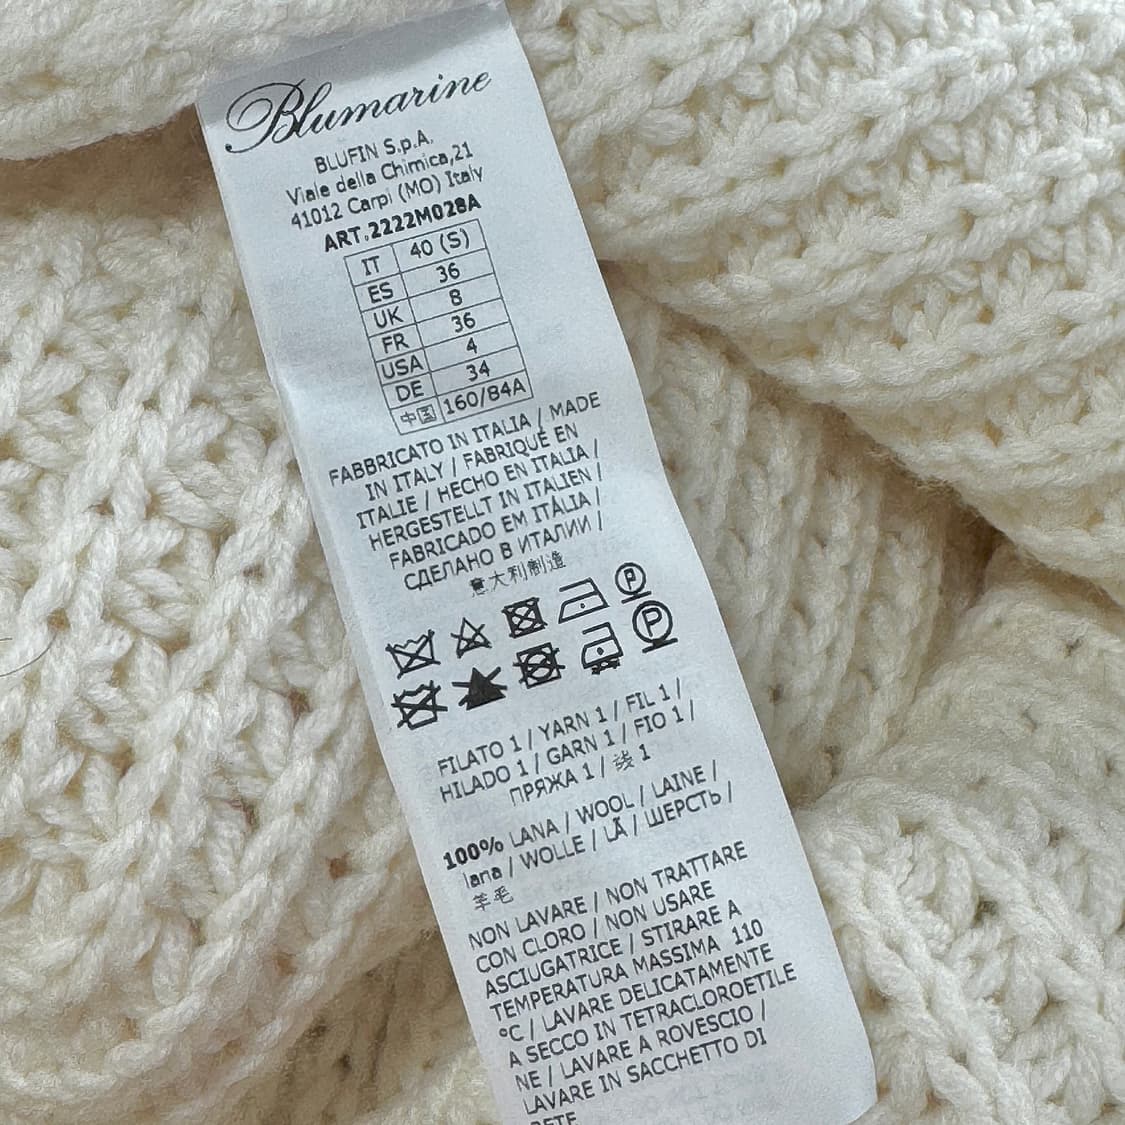 Blumarine
BLUFIN S.p.A.
Viale della Chimica,21
41012 Carpi (MO) Italy
ART.2222M028A
IT 40 (S)
ES 36
UK 8
FR 36
USA 4
DE 34
中国 160/84A
FABBRICATO IN ITALIA / MADE
IN ITALY / FABRIQUÉ EN
ITALIE / HECHO EN ITALIA /
HERGESTELLT IN ITALIEN /
FABRICADO EM ITÁLIA /
СДЕЛАНО В ИТАЛИИ /
意大利制造
P
P
FILATO 1 / YARN 1 / FIL 1 /
HILADO 1 / GARN 1 / FIO 1 /
ПРЯЖА 1 / 线 1
100% LANA / WOOL / LAINE /
lana / WOLLE / LÃ / ШЕРСТЬ /
羊毛
NON LAVARE / NON TRATTARE
CON CLORO / NON USARE
ASCIUGATRICE / STIRARE A
TEMPERATURA MASSIMA 110
°C / LAVARE DELICATAMENTE
A SECCO IN TETRACLOROETILE
NE / LAVARE A ROVESCIO /
LAVARE IN SACCHETTO DI
RETE